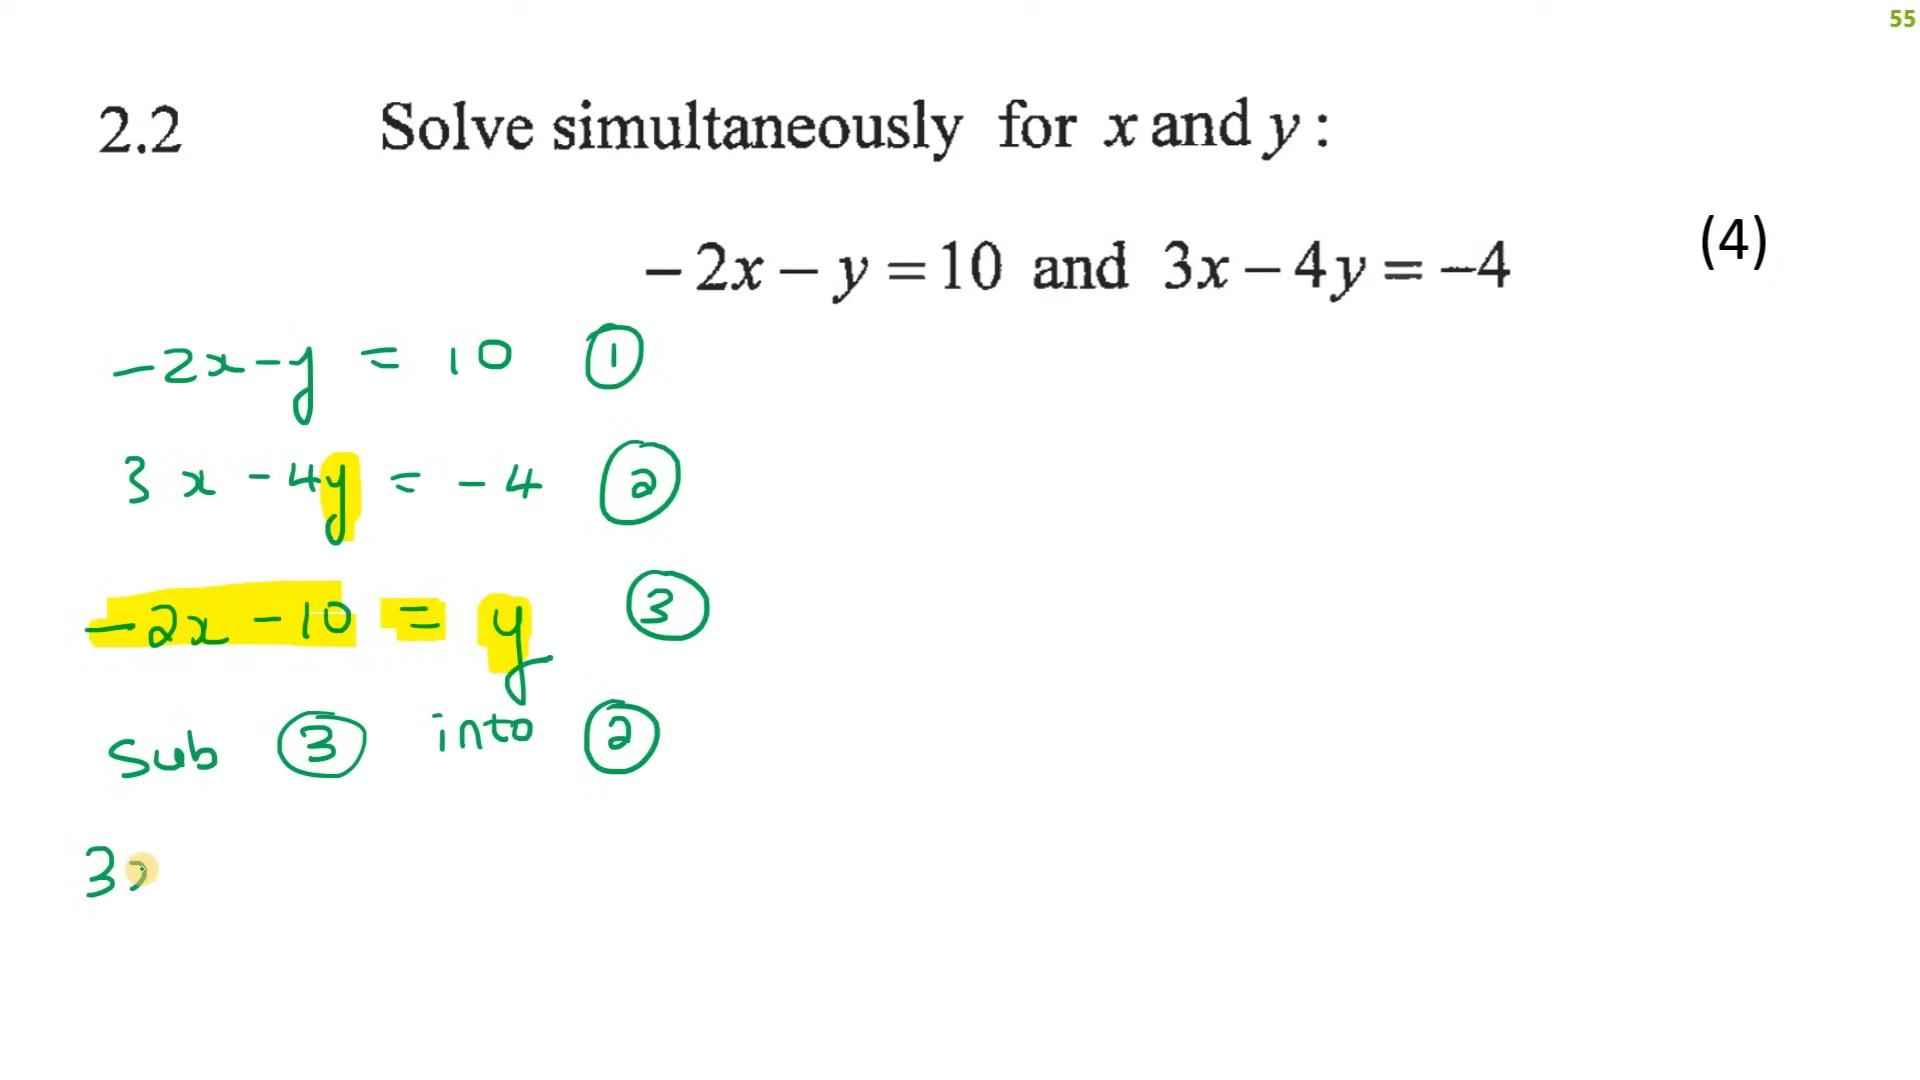 55
2.2 Solve simultaneously for x and y :
− 2x − y = 10 and 3x − 4y = −4 (4)
−2x − y = 10 ①
3x − 4y = −4 ②
−2x − 10 = y ③
Sub ③ into ②
3